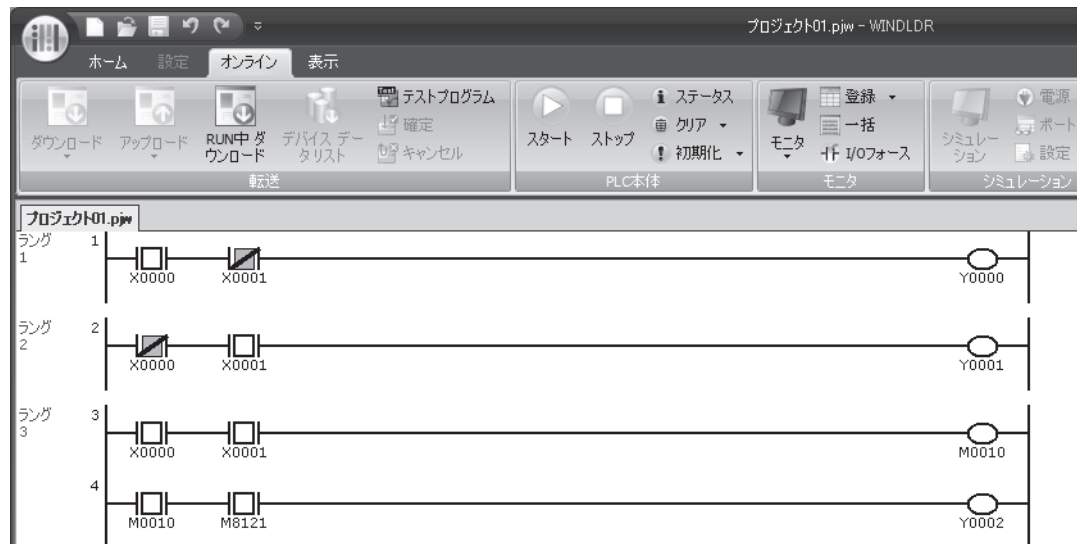 プロジェクト01.pjw - WINDLDR
ホーム 設定 オンライン 表示
ダウンロード アップロード RUN中 ダウンロード デバイス データリスト テストプログラム 確定 キャンセル
転送
スタート ストップ ステータス クリア 初期化
PLC本体
モニタ 登録 一括 I/Oフォース
モニタ
シミュレーション 電源 ポート 設定
シミュレーション
プロジェクト01.pjw
ラング 1 1
X0000 X0001 Y0000
ラング 2 2
X0000 X0001 Y0001
ラング 3 3
X0000 X0001 M0010
4
M0010 M8121 Y0002